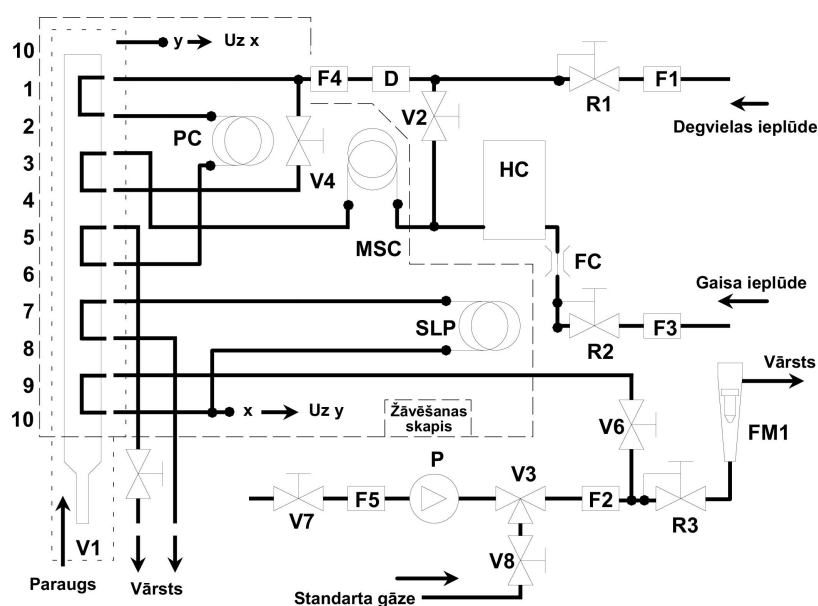 10
y
Uz x
1
F4
D
F1
R1
2
PC
V2
Degvielas ieplūde
3
HC
V4
4
MSC
5
FC
6
Gaisa ieplūde
7
SLP
F3
R2
8
Vārsts
9
10
x
Uz y
Žāvēšanas
skapis
V6
FM1
P
V3
F5
F2
V7
R3
V1
V8
Paraugs
Vārsts
Standarta gāze